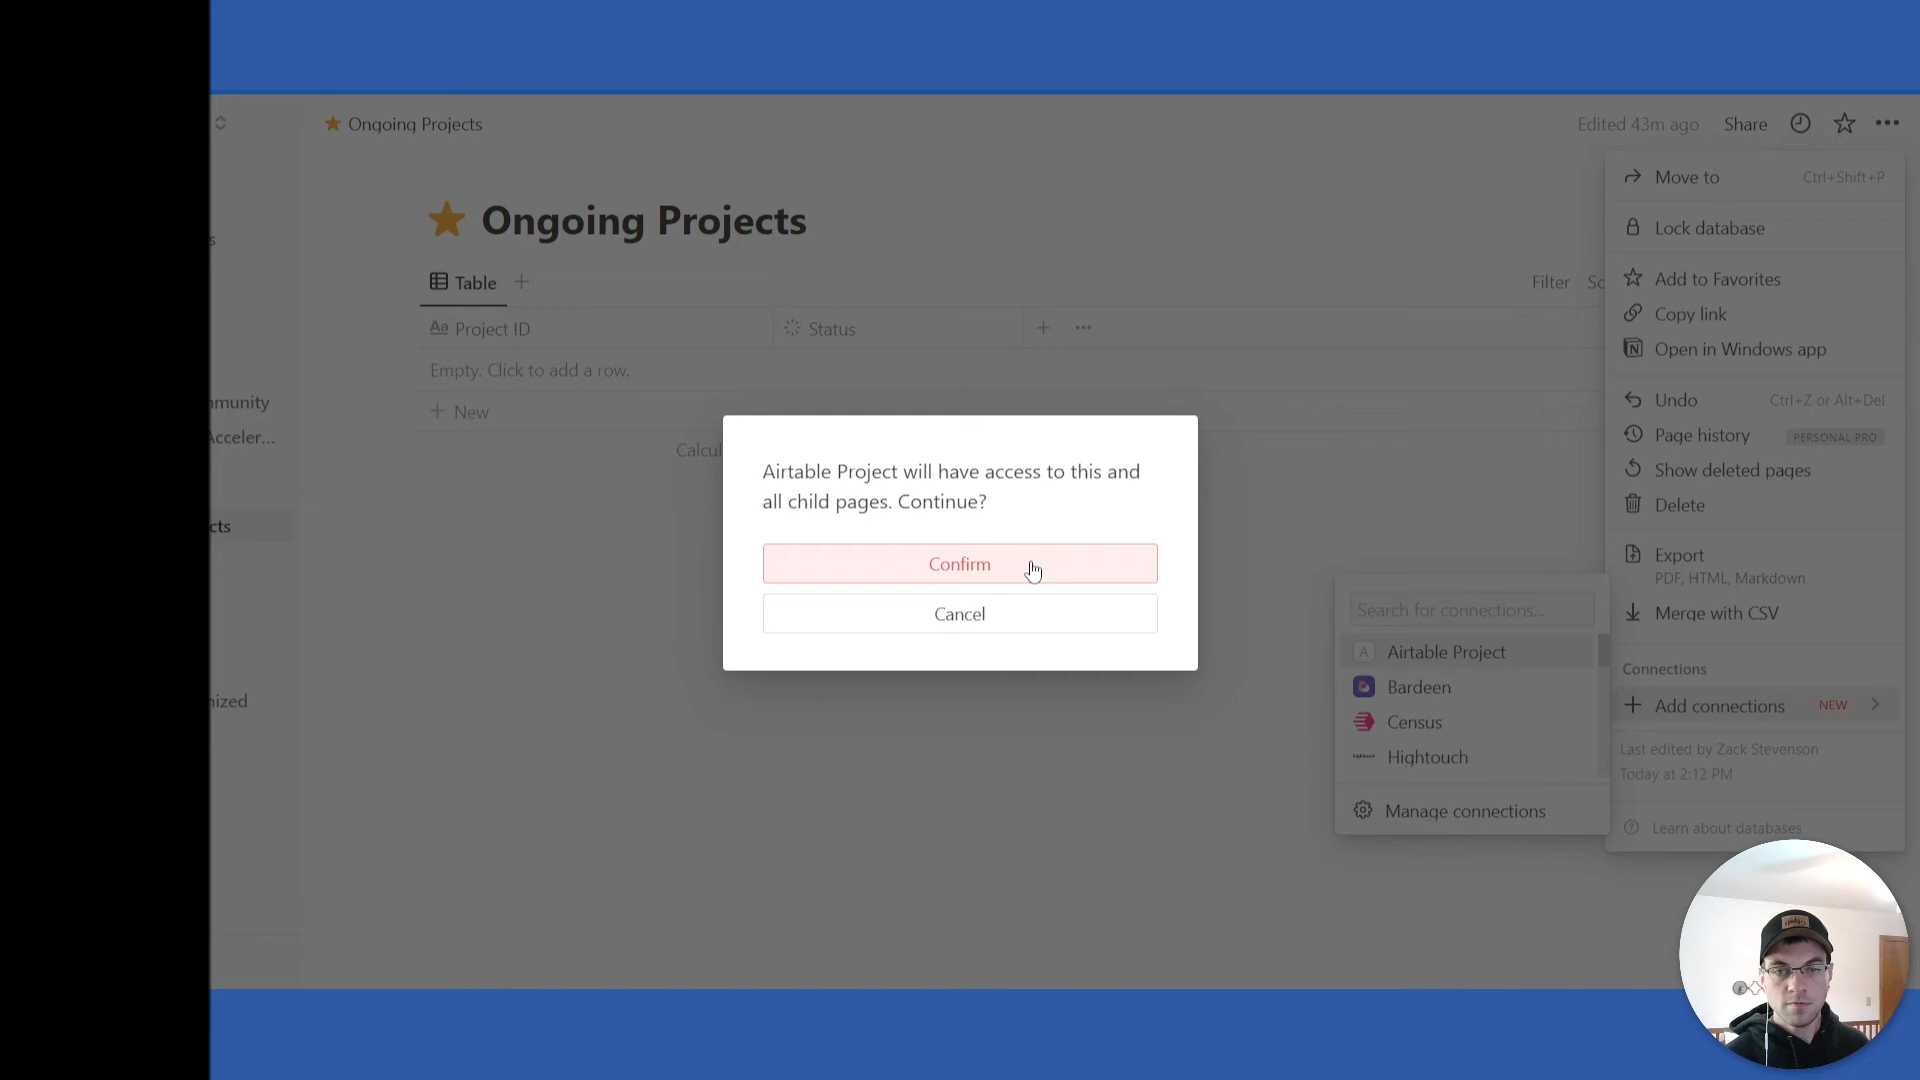 Ongoing Projects
Edited 43m ago
Share
Ongoing Projects
Table
Filter
So
Aa Project ID
Status
Empty. Click to add a row.
New
Calcul
s
mmunity
Acceler...
cts
nized
Airtable Project will have access to this and
all child pages. Continue?
Confirm
Cancel
Move to Ctrl+Shift+P
Lock database
Add to Favorites
Copy link
Open in Windows app
Undo Ctrl+Z or Alt+Del
Page history PERSONAL PRO
Show deleted pages
Delete
Export
PDF, HTML, Markdown
Merge with CSV
Connections
Add connections NEW
Last edited by Zack Stevenson
Today at 2:12 PM
Learn about databases
Search for connections...
A Airtable Project
Bardeen
Census
Hightouch
Manage connections